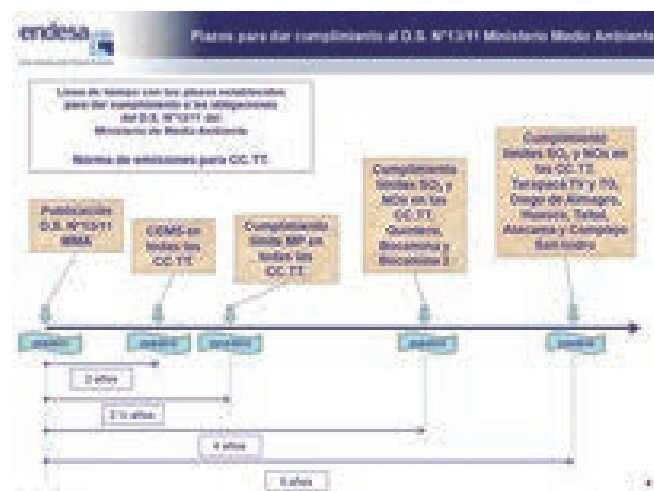 endesa
Plazos para dar cumplimiento al D.S. N°13/11 Ministerio Medio Ambiente
Línea de tiempo con los plazos establecidos
para dar cumplimiento a las obligaciones
del D.S. N°13/11 del
Ministerio de Medio Ambiente
Norma de emisiones para CC.TT.
Publicación
D.S. N°13/11
MMA
CEMS en
todas las
CC.TT.
Cumplimiento
límite MP en
todas las
CC.TT.
Cumplimiento
límites SO₂ y
NOx en las
CC.TT.
Quintero,
Bocamina y
Bocamina 2
Cumplimiento
límites SO₂ y NOx en
las CC.TT.
Tarapacá TV y TG,
Diego de Almagro,
Huasco, Taltal,
Atacama y Complejo
San Isidro
2 años
2 ½ años
4 años
5 años